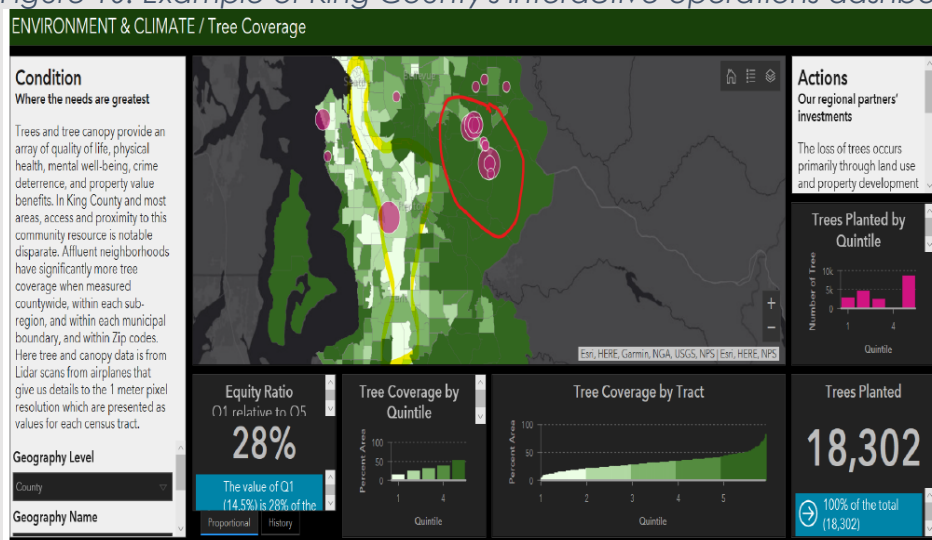 Figure 10: Example of King County's interactive operations dashbo
ENVIRONMENT & CLIMATE / Tree Coverage
Condition
Where the needs are greatest
Trees and tree canopy provide an
array of quality of life, physical
health, mental well-being, crime
deterrence, and property value
benefits. In King County and most
areas, access and proximity to this
community resource is notable
disparate. Affluent neighborhoods
have significantly more tree
coverage when measured
countywide, within each sub-
region, and within each municipal
boundary, and within Zip codes.
Here tree and canopy data is from
Lidar scans from airplanes that
give us details to the 1 meter pixel
resolution which are presented as
values for each census tract.
Geography Level
County
Geography Name
Bellevue
Esri, HERE, Garmin, NGA, USGS, NPS | Esri, HERE, NPS
+
−
Actions
Our regional partners'
investments
The loss of trees occurs
primarily through land use
and property development
Trees Planted by
Quintile
Number of Tree
10k
5k
0
1
4
Quintile
Equity Ratio
Q1 relative to Q5
28%
The value of Q1
(14.5%) is 28% of the
Proportional
History
Tree Coverage by
Quintile
Percent Area
100
50
0
1
4
Quintile
Tree Coverage by Tract
Percent Area
100
50
0
1
2
3
4
5
Quintile
Trees Planted
18,302
100% of the total
(18,302)